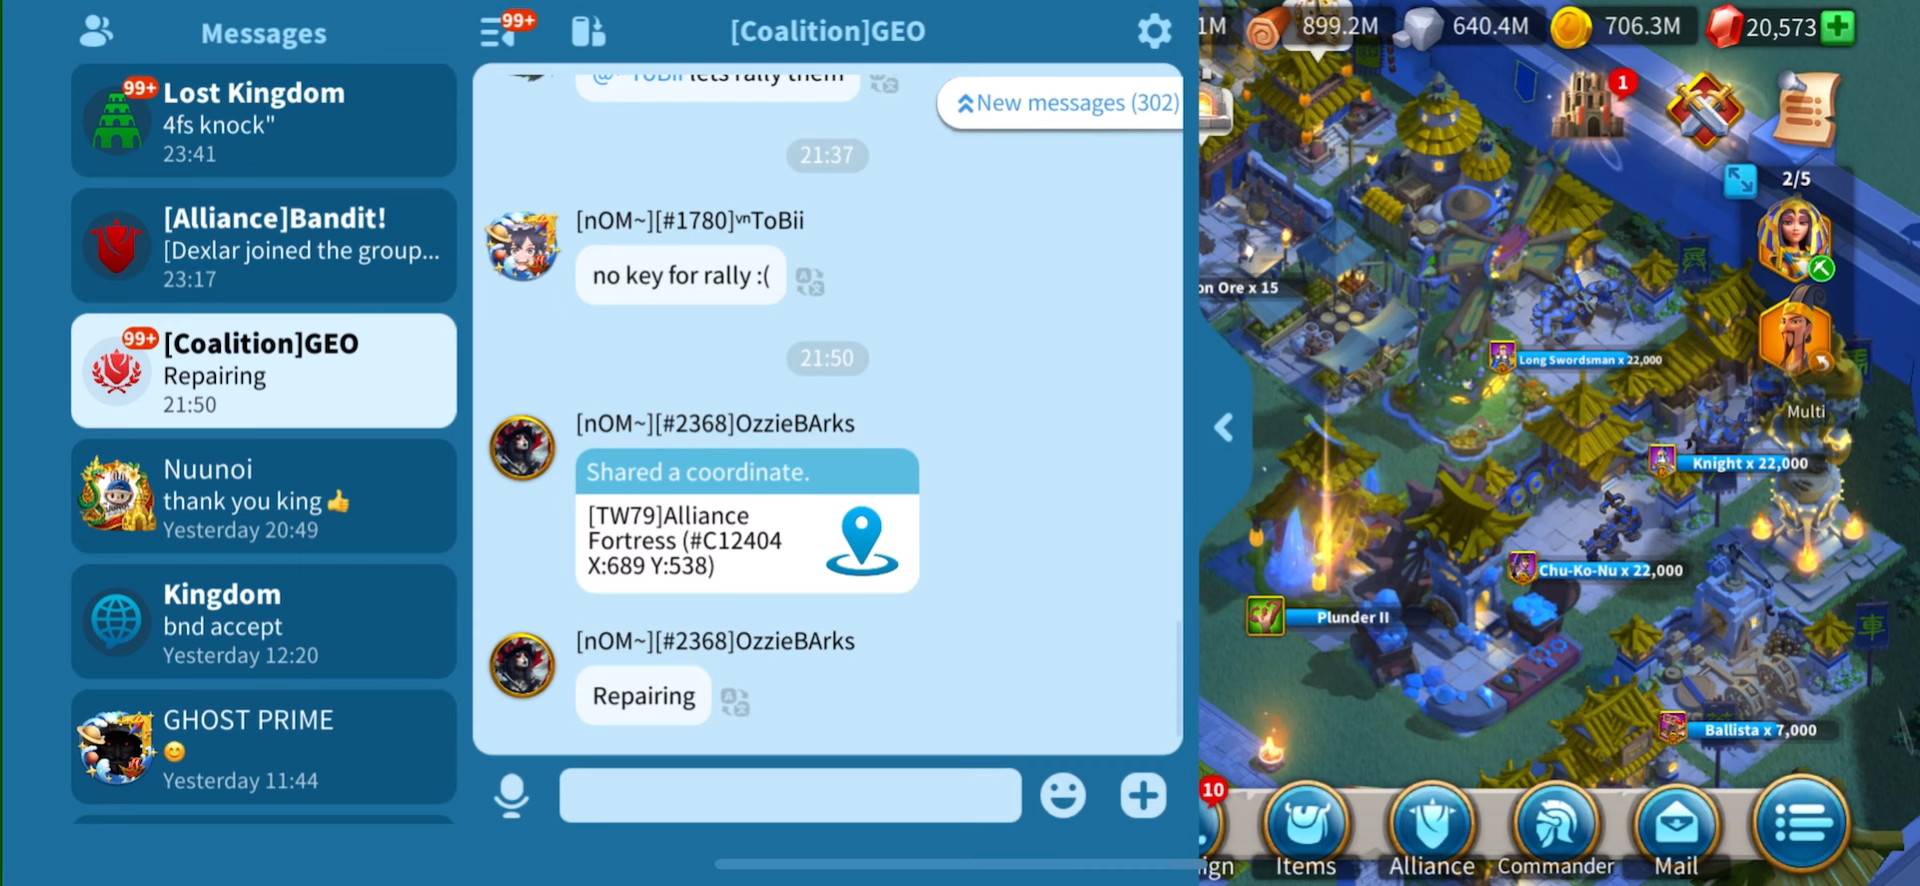 Messages
99+
Lost Kingdom
4fs knock"
23:41
[Alliance]Bandit!
[Dexlar joined the group...
23:17
99+
[Coalition]GEO
Repairing
21:50
Nuunoi
thank you king 👍
Yesterday 20:49
Kingdom
bnd accept
Yesterday 12:20
GHOST PRIME
😊
Yesterday 11:44
99+
[Coalition]GEO
lets rally them
New messages (302)
21:37
[nOM~][#1780]ᵛⁿToBii
no key for rally :(
21:50
[nOM~][#2368]OzzieBArks
Shared a coordinate.
[TW79]Alliance
Fortress (#C12404
X:689 Y:538)
[nOM~][#2368]OzzieBArks
Repairing
1M
899.2M
640.4M
706.3M
20,573
1
2/5
on Ore x 15
Long Swordsman x 22,000
Multi
Knight x 22,000
Chu-Ko-Nu x 22,000
Plunder II
Ballista x 7,000
10
ign
Items
Alliance
Commander
Mail